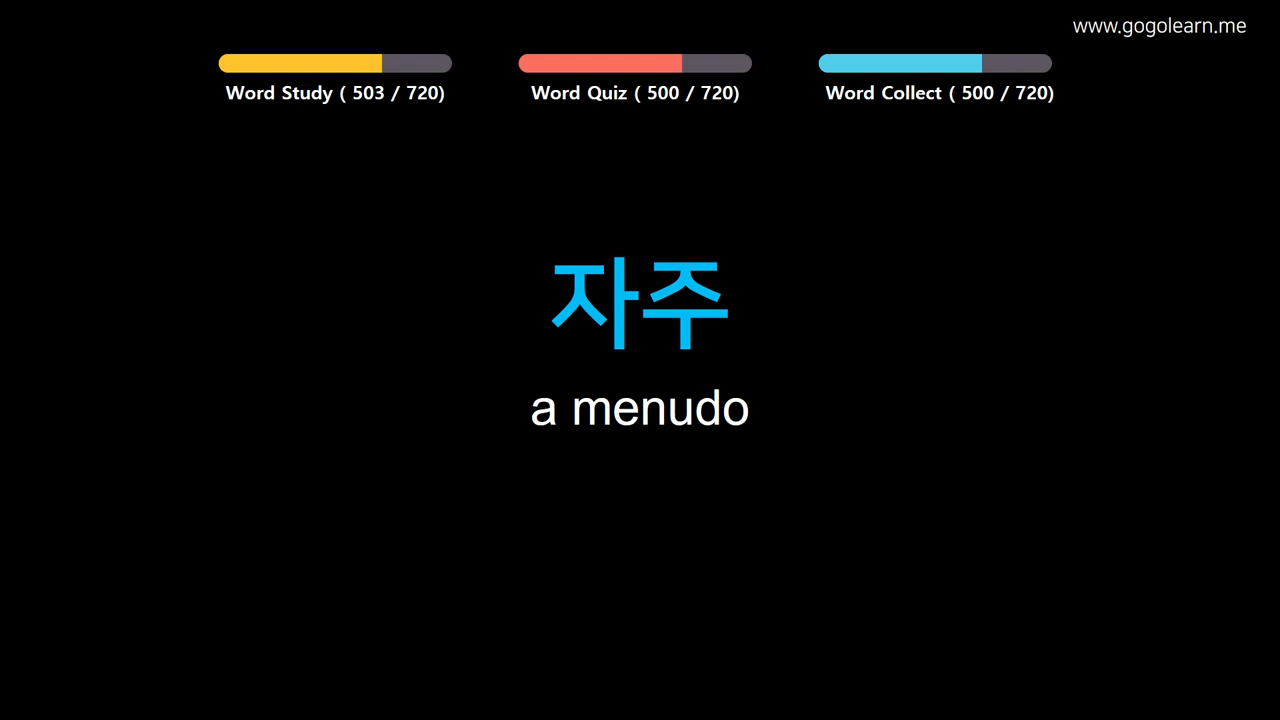 www.gogolearn.me
Word Study ( 503 / 720)
Word Quiz ( 500 / 720)
Word Collect ( 500 / 720)
자주
a menudo